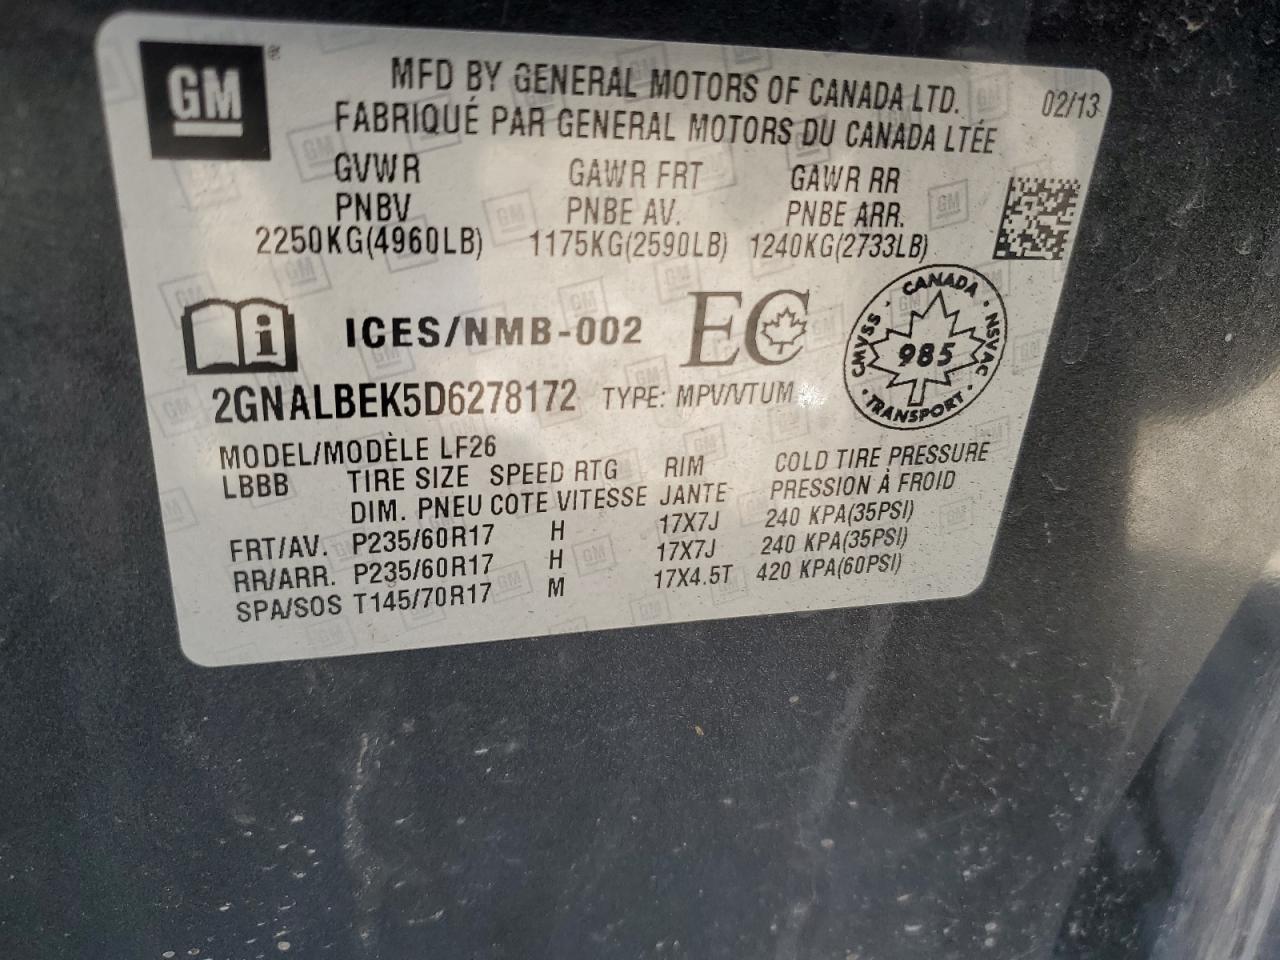 GM
MFD BY GENERAL MOTORS OF CANADA LTD. 02/13
FABRIQUÉ PAR GENERAL MOTORS DU CANADA LTÉE
GVWR GAWR FRT GAWR RR
PNBV PNBE AV. PNBE ARR.
2250KG(4960LB) 1175KG(2590LB) 1240KG(2733LB)
i ICES/NMB-002 EC
CANADA
CMVSS 985 NSVAC
TRANSPORT
2GNALBEK5D6278172 TYPE: MPV/VTUM
MODEL/MODÈLE LF26
LBBB TIRE SIZE SPEED RTG RIM COLD TIRE PRESSURE
DIM. PNEU COTE VITESSE JANTE PRESSION À FROID
FRT/AV. P235/60R17 H 17X7J 240 KPA(35PSI)
RR/ARR. P235/60R17 H 17X7J 240 KPA(35PSI)
SPA/SOS T145/70R17 M 17X4.5T 420 KPA(60PSI)